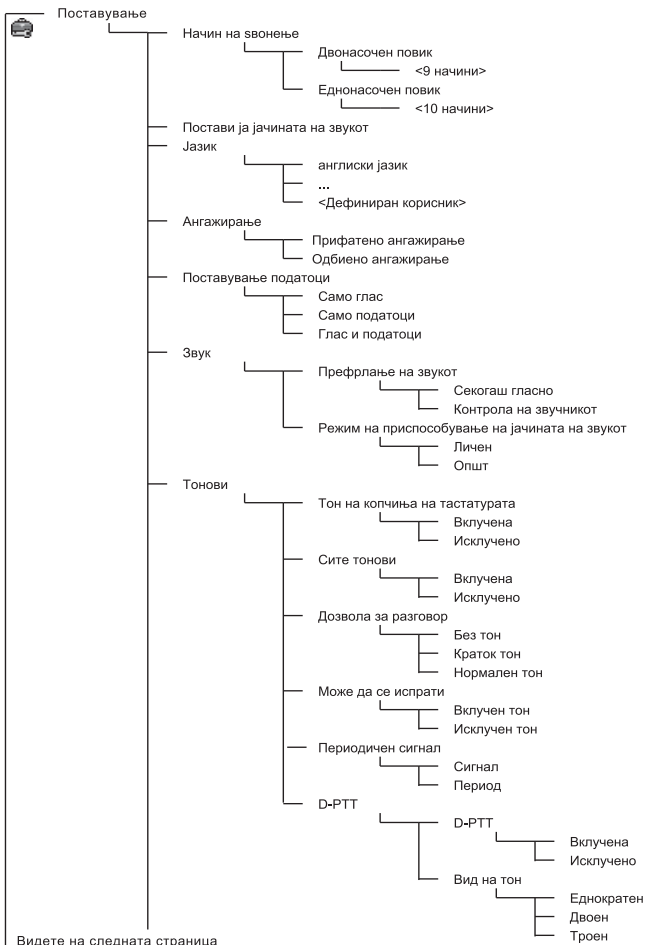 Поставување
Начин на ѕвонење
Двонасочен повик
<9 начини>
Еднонасочен повик
<10 начини>
Постави ја јачината на звукот
Јазик
англиски јазик
...
<Дефиниран корисник>
Ангажирање
Прифатено ангажирање
Одбиено ангажирање
Поставување податоци
Само глас
Само податоци
Глас и податоци
Звук
Префрлање на звукот
Секогаш гласно
Контрола на звучникот
Режим на приспособување на јачината на звукот
Личен
Општ
Тонови
Тон на копчиња на тастатурата
Вклучена
Исклучено
Сите тонови
Вклучена
Исклучено
Дозвола за разговор
Без тон
Краток тон
Нормален тон
Може да се испрати
Вклучен тон
Исклучен тон
Периодичен сигнал
Сигнал
Период
D-PTT
D-PTT
Вклучена
Исклучено
Вид на тон
Еднократен
Двоен
Троен
Видете на следната страница